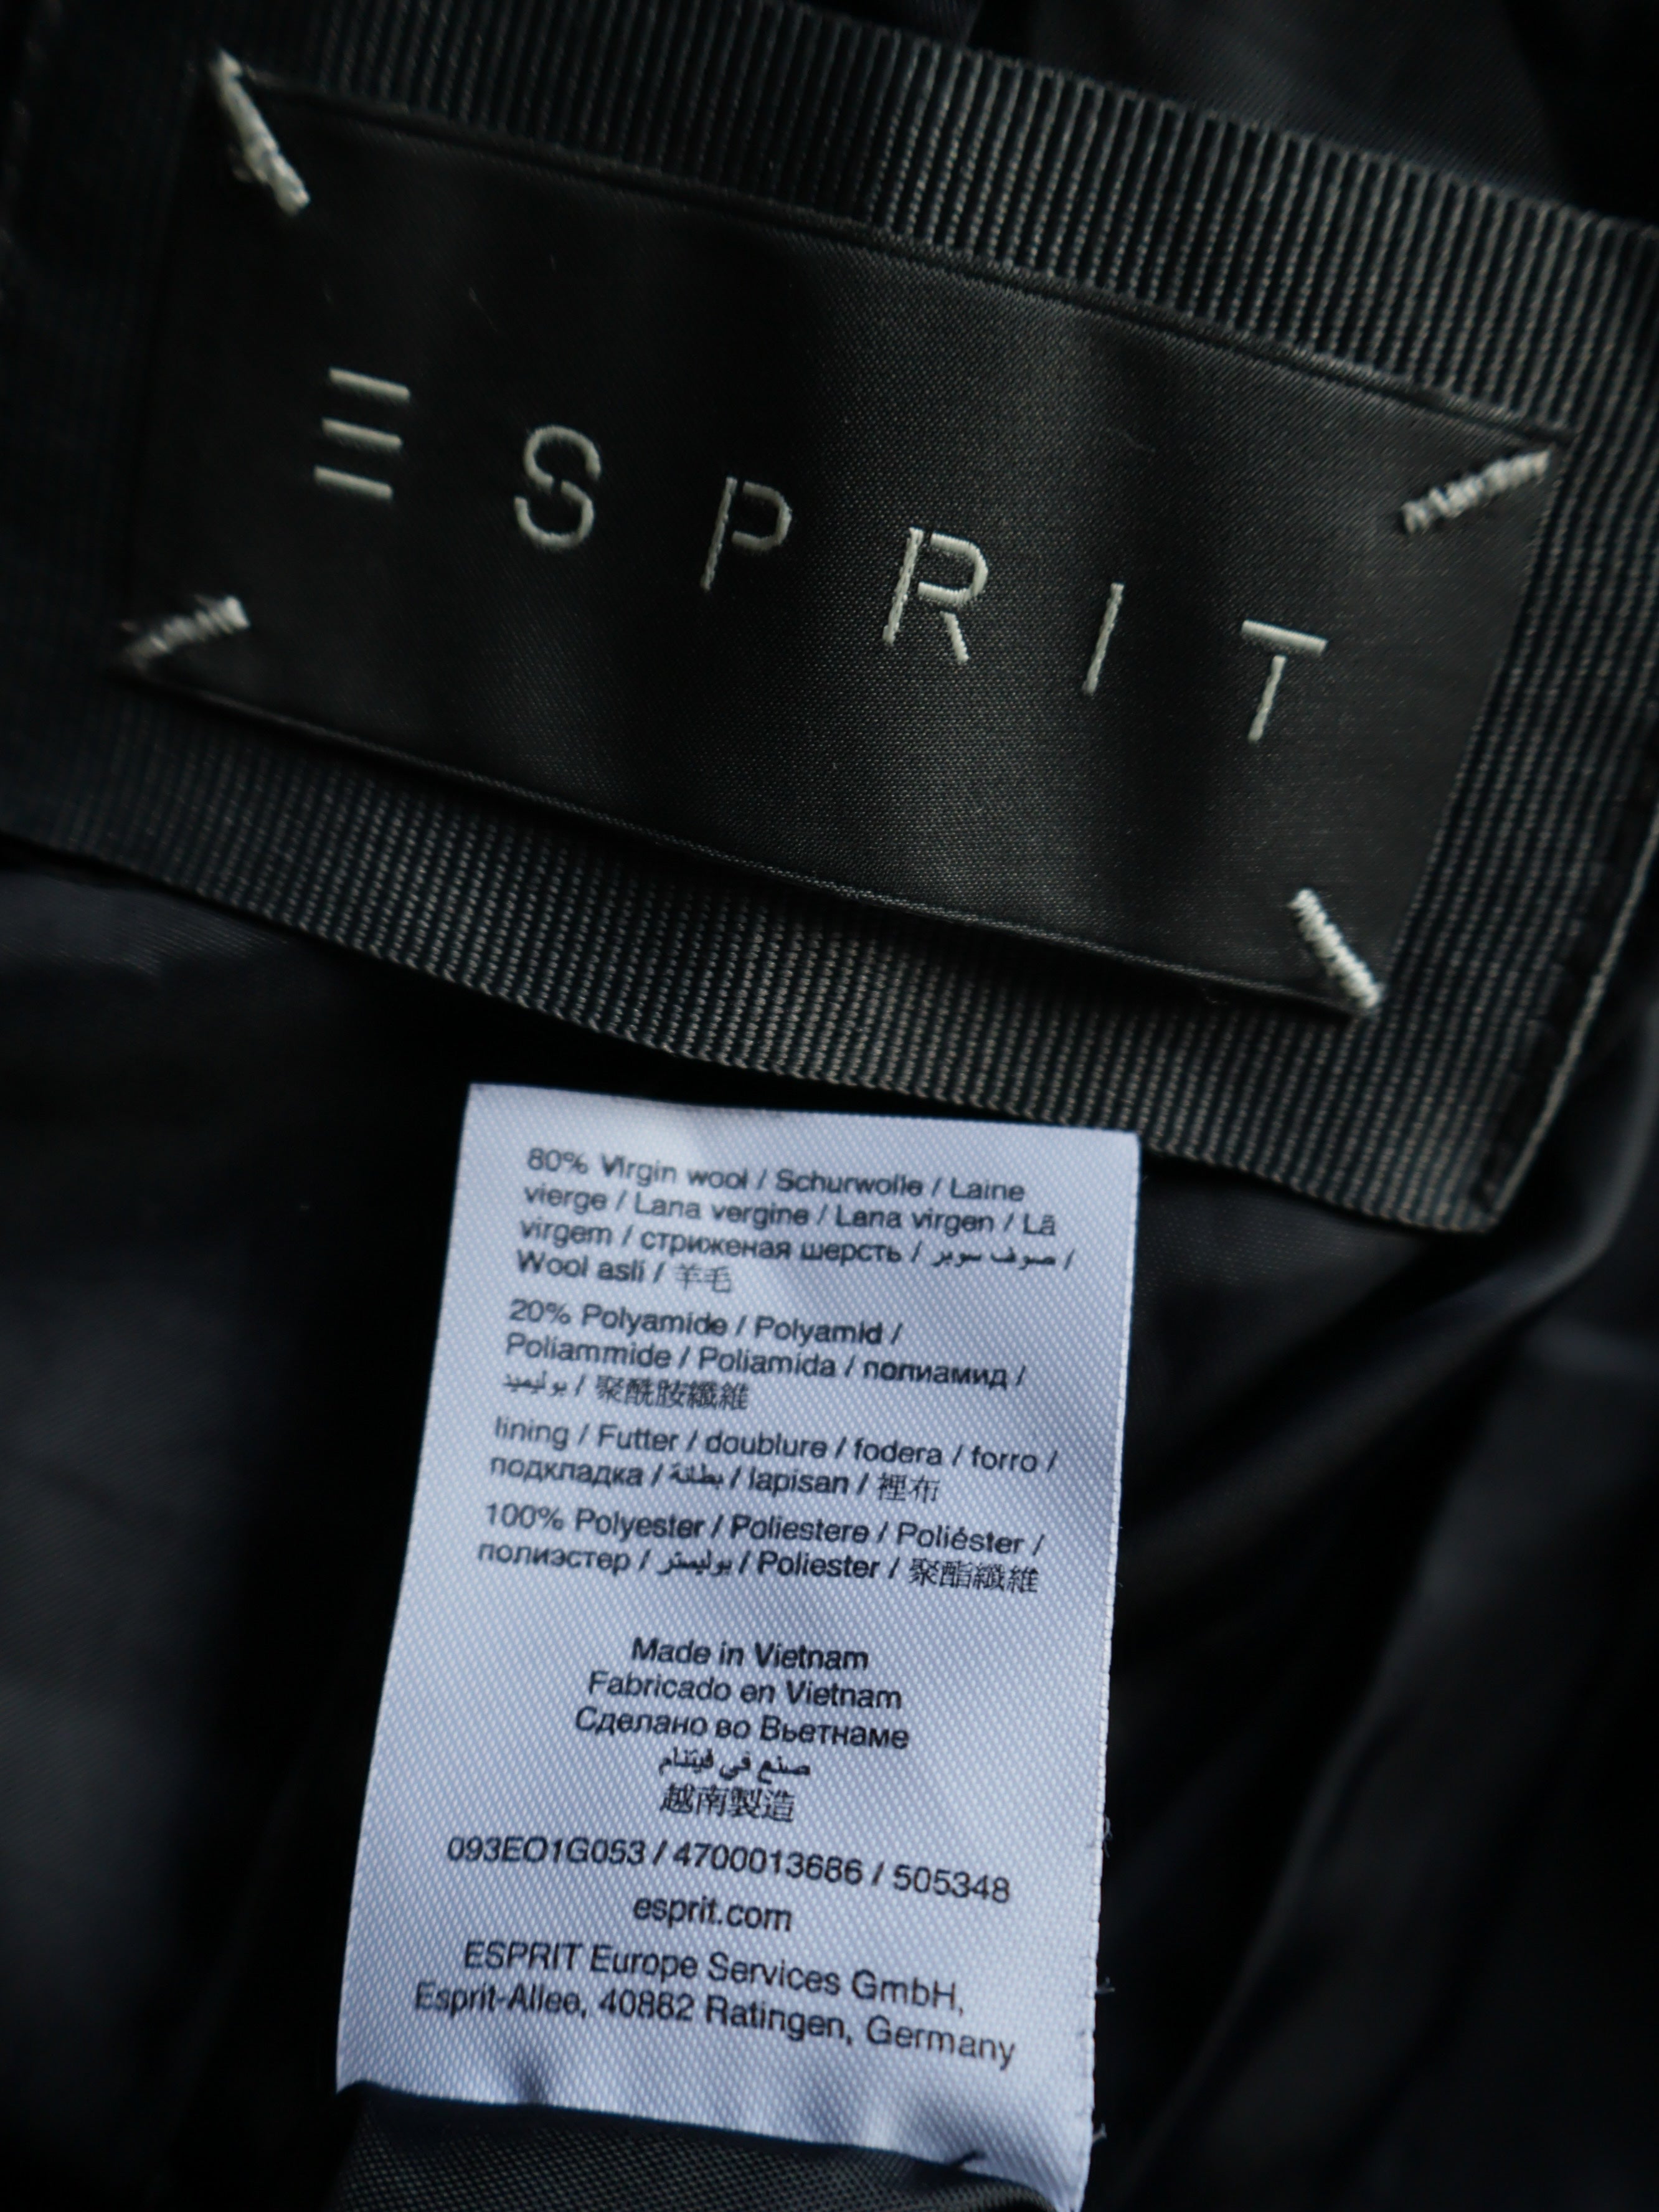 ESPRIT
80% Virgin wool / Schurwolle / Laine
vierge / Lana vergine / Lana virgen / Lã
virgem / стриженая шерсть / صوف سوبر /
Wool asli / 羊毛
20% Polyamide / Polyamid /
Poliammide / Poliamida / полиамид /
بوليميد / 聚酰胺纖維
lining / Futter / doublure / fodera / forro /
подкладка / بطانة / lapisan / 裡布
100% Polyester / Poliestere / Poliéster /
полиэстер / بوليستر / Poliester / 聚酯纖維
Made in Vietnam
Fabricado en Vietnam
Сделано во Вьетнаме
صنع في فيتنام
越南製造
093EO1G053 / 4700013686 / 505348
esprit.com
ESPRIT Europe Services GmbH,
Esprit-Allee, 40882 Ratingen, Germany